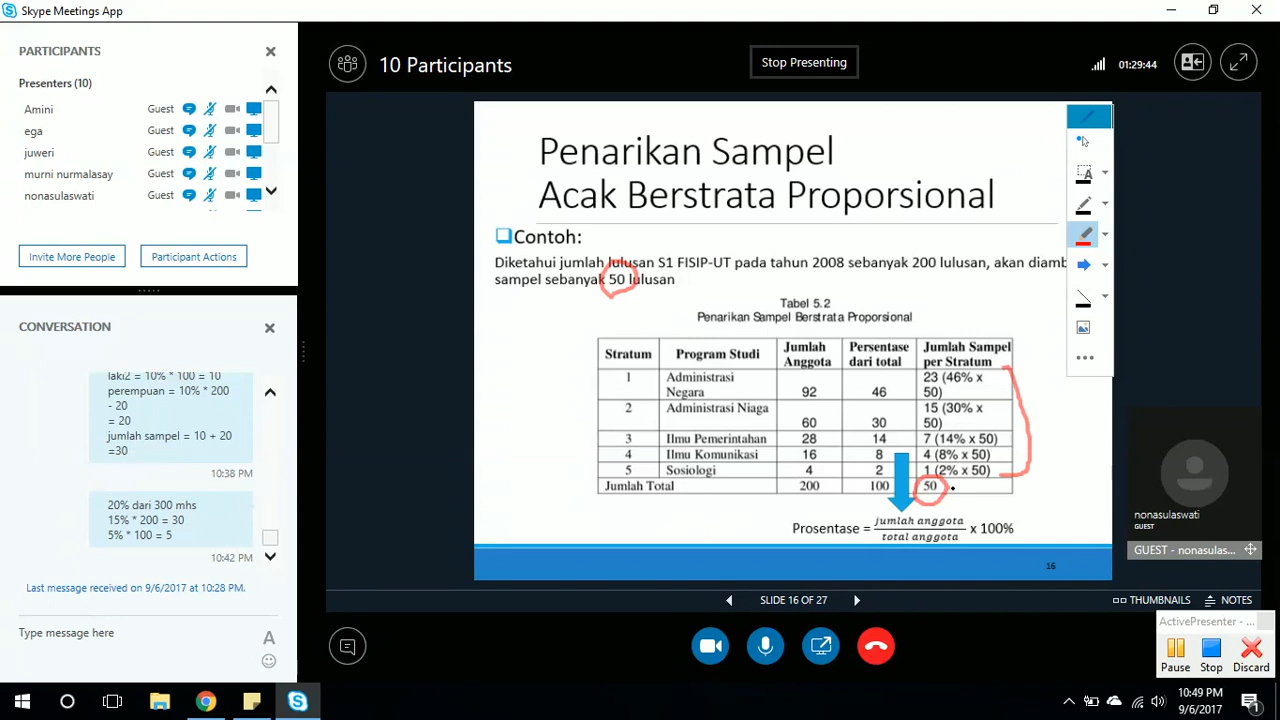 Skype Meetings App
PARTICIPANTS
Presenters (10)
Amini Guest
ega Guest
juweri Guest
murni nurmalasay Guest
nonasulaswati Guest
Invite More People
Participant Actions
CONVERSATION
laki2 = 10% * 100 = 10
perempuan = 10% * 200
- 20
= 20
jumlah sampel = 10 + 20
=30
10:38 PM
20% dari 300 mhs
15% * 200 = 30
5% * 100 = 5
10:42 PM
Last message received on 9/6/2017 at 10:28 PM.
Type message here
A
10 Participants
Stop Presenting
01:29:44
Penarikan Sampel
Acak Berstrata Proporsional
Contoh:
Diketahui jumlah lulusan S1 FISIP-UT pada tahun 2008 sebanyak 200 lulusan, akan diamb
sampel sebanyak 50 lulusan
Tabel 5.2
Penarikan Sampel Berstrata Proporsional
Stratum Program Studi Jumlah Anggota Persentase dari total Jumlah Sampel per Stratum
1 Administrasi Negara 92 46 23 (46% x 50)
2 Administrasi Niaga 60 30 15 (30% x 50)
3 Ilmu Pemerintahan 28 14 7 (14% x 50)
4 Ilmu Komunikasi 16 8 4 (8% x 50)
5 Sosiologi 4 2 1 (2% x 50)
Jumlah Total 200 100 50
Prosentase = jumlah anggota / total anggota x 100%
16
A
nonasulaswati
GUEST
GUEST - nonasulas...
SLIDE 16 OF 27
THUMBNAILS
NOTES
ActivePresenter - ...
Pause
Stop
Discard
10:49 PM
9/6/2017
1